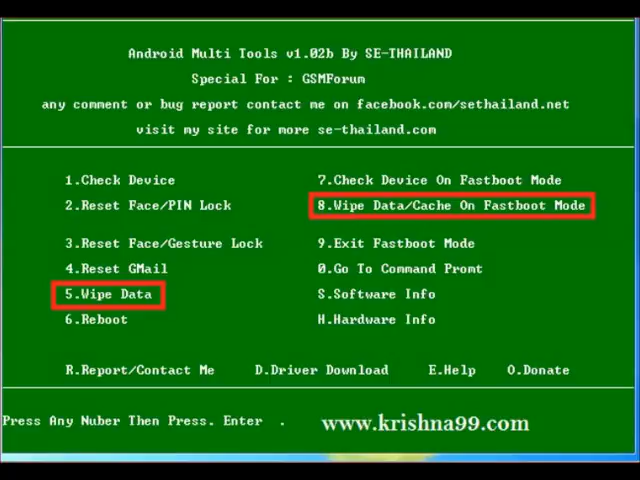 Android Multi Tools v1.02b By SE-THAILAND
Special For : GSMForum
any comment or bug report contact me on facebook.com/sethailand.net
visit my site for more se-thailand.com
1.Check Device
7.Check Device On Fastboot Mode
2.Reset Face/PIN Lock
8.Wipe Data/Cache On Fastboot Mode
3.Reset Face/Gesture Lock
9.Exit Fastboot Mode
4.Reset GMail
0.Go To Command Promt
5.Wipe Data
S.Software Info
6.Reboot
H.Hardware Info
R.Report/Contact Me D.Driver Download E.Help O.Donate
Press Any Nuber Then Press. Enter .
www.krishna99.com